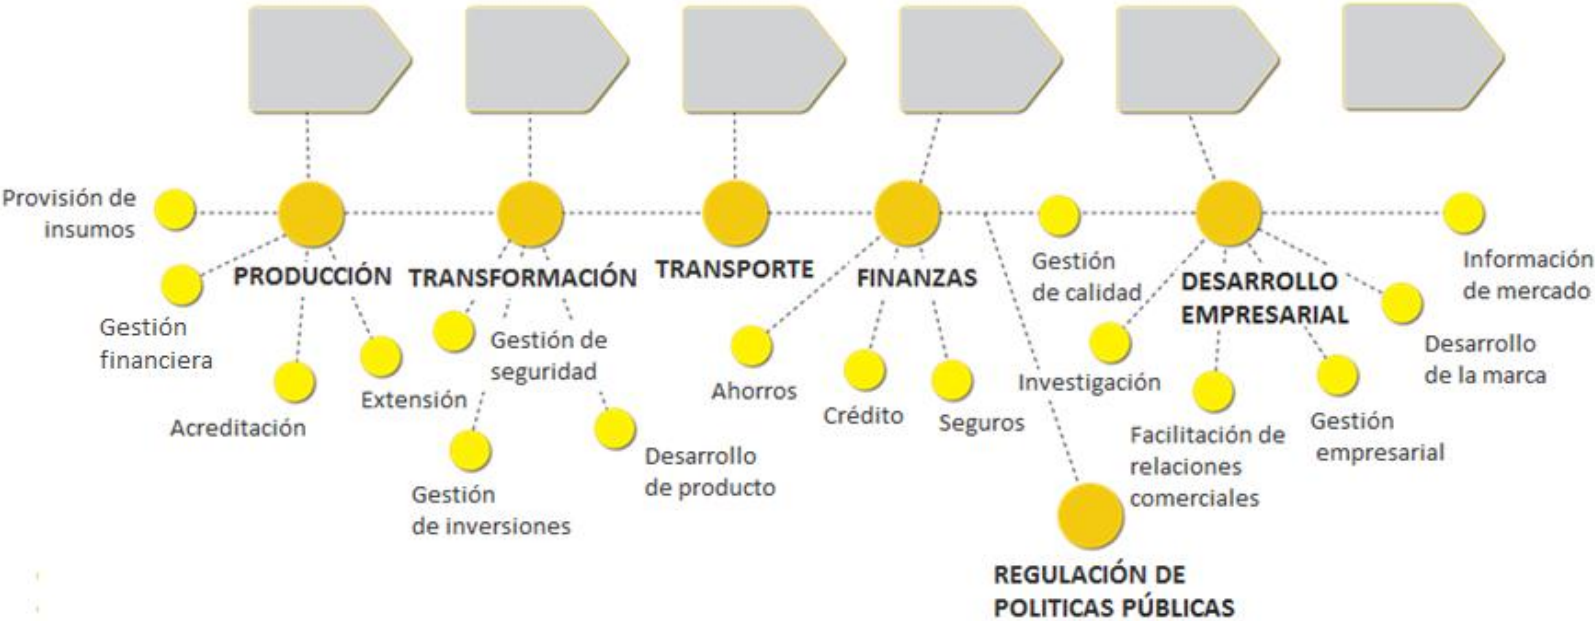 Provisión de
insumos
Gestión
financiera
PRODUCCIÓN
Acreditación
Extensión
TRANSFORMACIÓN
Gestión de
seguridad
Gestión
de inversiones
Desarrollo
de producto
TRANSPORTE
FINANZAS
Ahorros
Crédito
Seguros
Gestión
de calidad
REGULACIÓN DE
POLITICAS PÚBLICAS
DESARROLLO
EMPRESARIAL
Investigación
Facilitación de
relaciones
comerciales
Gestión
empresarial
Desarrollo
de la marca
Información
de mercado